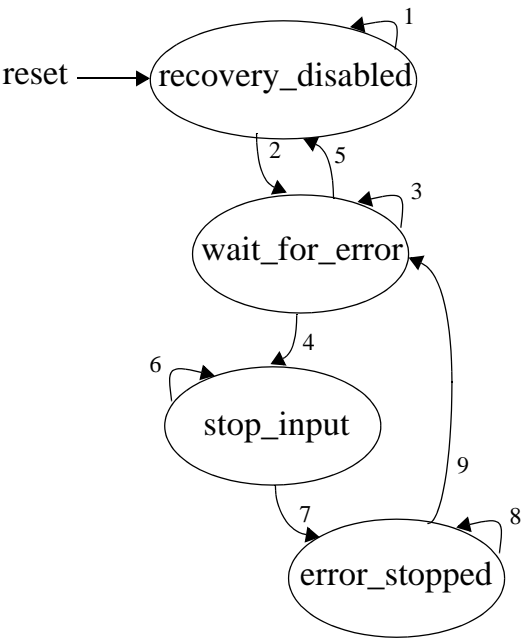 1
reset
recovery_disabled
2
5
3
wait_for_error
4
6
stop_input
9
7
8
error_stopped